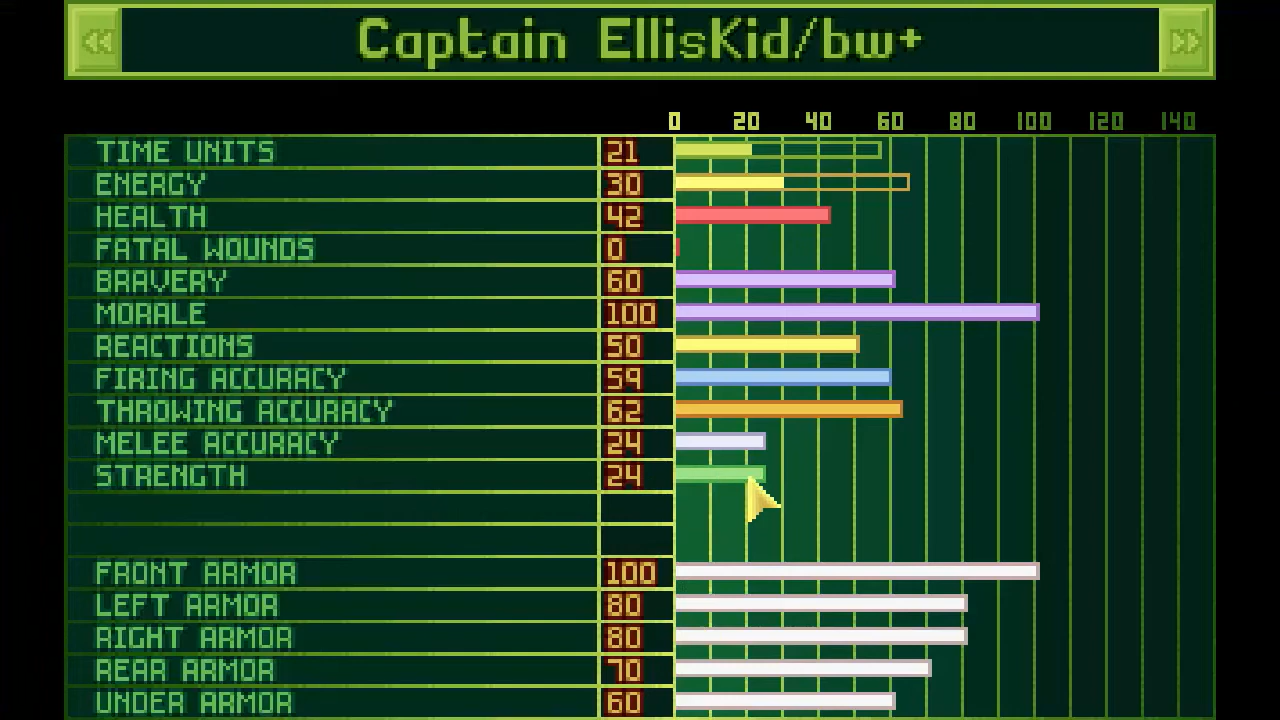 Captain EllisKid/bw+
0 20 40 60 80 100 120 140
TIME UNITS 21
ENERGY 30
HEALTH 42
FATAL WOUNDS 0
BRAVERY 60
MORALE 100
REACTIONS 50
FIRING ACCURACY 59
THROWING ACCURACY 62
MELEE ACCURACY 24
STRENGTH 24
FRONT ARMOR 100
LEFT ARMOR 80
RIGHT ARMOR 80
REAR ARMOR 70
UNDER ARMOR 60